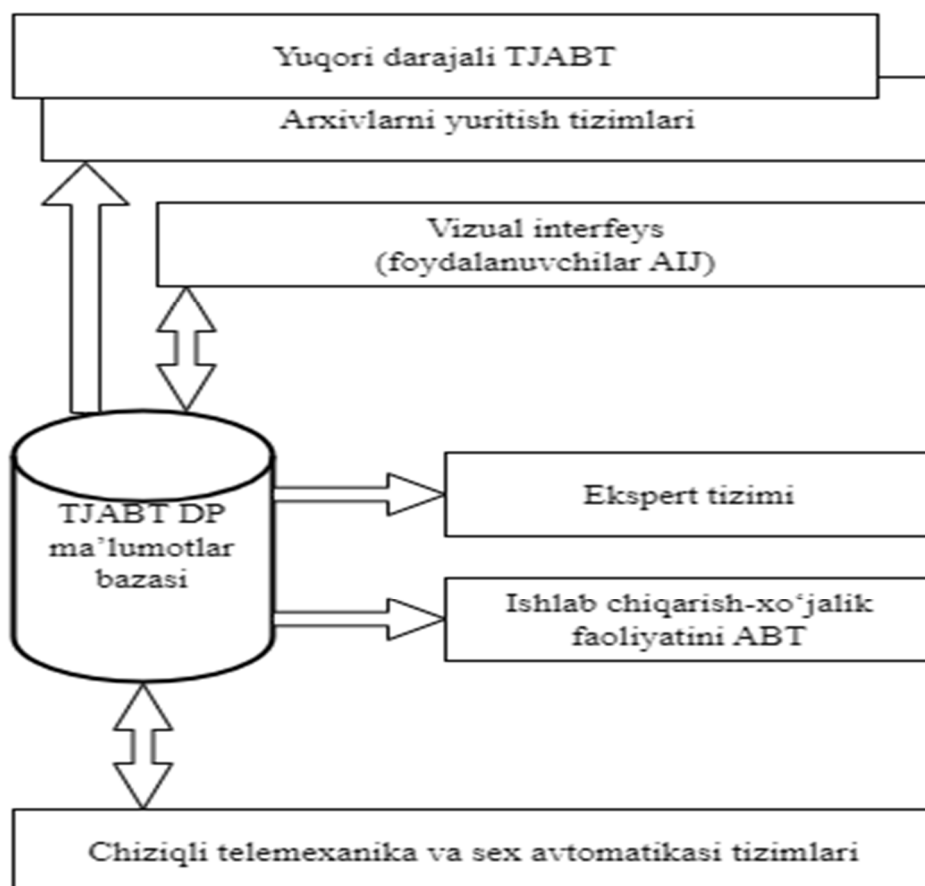 Yuqori darajali TJABT
Arxivlarni yuritish tizimlari
Vizual interfeys
(foydalanuvchilar AIJ)
TJABT DP
ma’lumotlar
bazasi
Ekspert tizimi
Ishlab chiqarish-xo‘jalik
faoliyatini ABT
Chiziqli telemexanika va sex avtomatikasi tizimlari